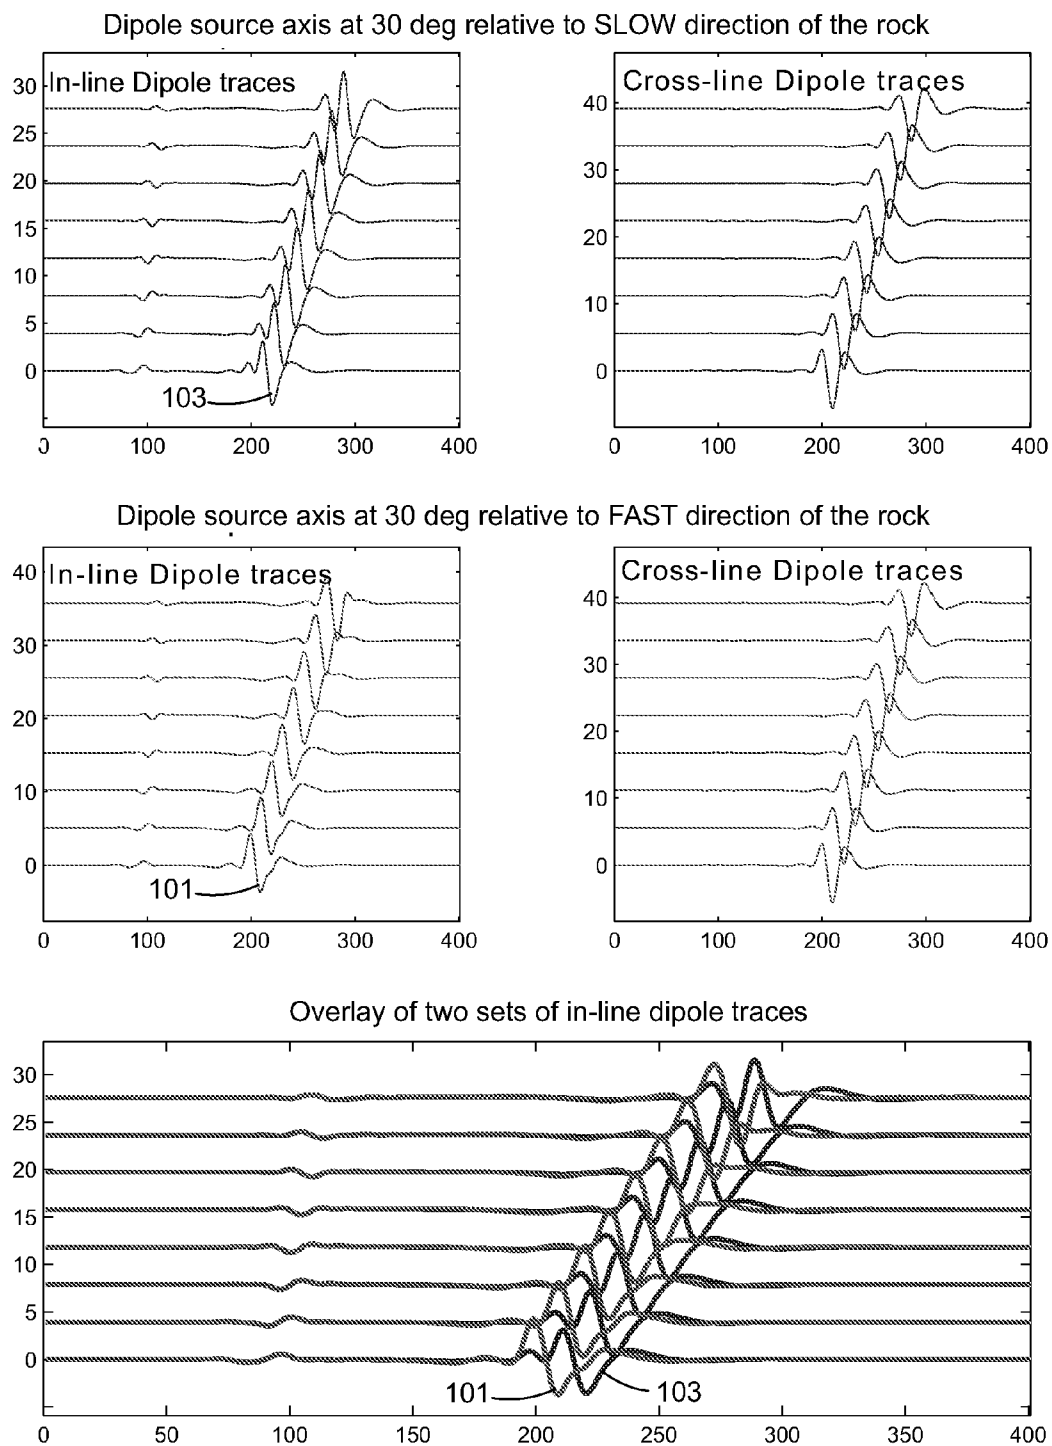 Dipole source axis at 30 deg relative to SLOW direction of the rock
In-line Dipole traces
30
25
20
15
10
5
0
103
0 100 200 300 400
Cross-line Dipole traces
40
30
20
10
0
0 100 200 300 400
Dipole source axis at 30 deg relative to FAST direction of the rock
In-line Dipole traces
40
30
20
10
0
101
0 100 200 300 400
Cross-line Dipole traces
40
30
20
10
0
0 100 200 300 400
Overlay of two sets of in-line dipole traces
30
25
20
15
10
5
0
101
103
0 50 100 150 200 250 300 350 400